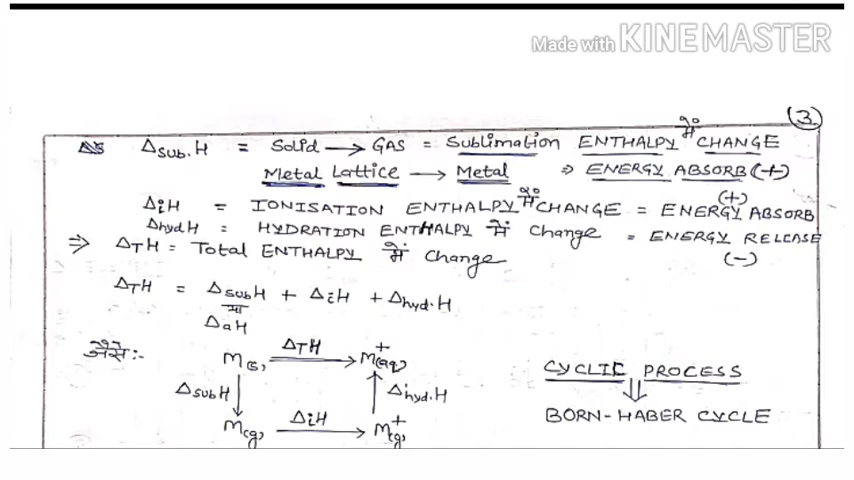 Made with KINEMASTER
3
Δsub.H = Solid → GAS = Sublimation ENTHALPY में CHANGE
Metal Lattice → Metal ⇒ ENERGY ABSORB (+)
ΔiH = IONISATION ENTHALPY में CHANGE = ENERGY ABSORB (+)
ΔhydH = HYDRATION ENTHALPY में Change = ENERGY RELEASE (-)
⇒ ΔTH = Total ENTHALPY में Change
ΔTH = ΔsubH + ΔiH + Δhyd.H
या
ΔaH
जैसे:-
M(s) ΔTH → M+(aq)
ΔsubH ↓ ↑ Δhyd.H
M(g) ΔiH → M+(g)
CYCLIC PROCESS
⇓
BORN-HABER CYCLE